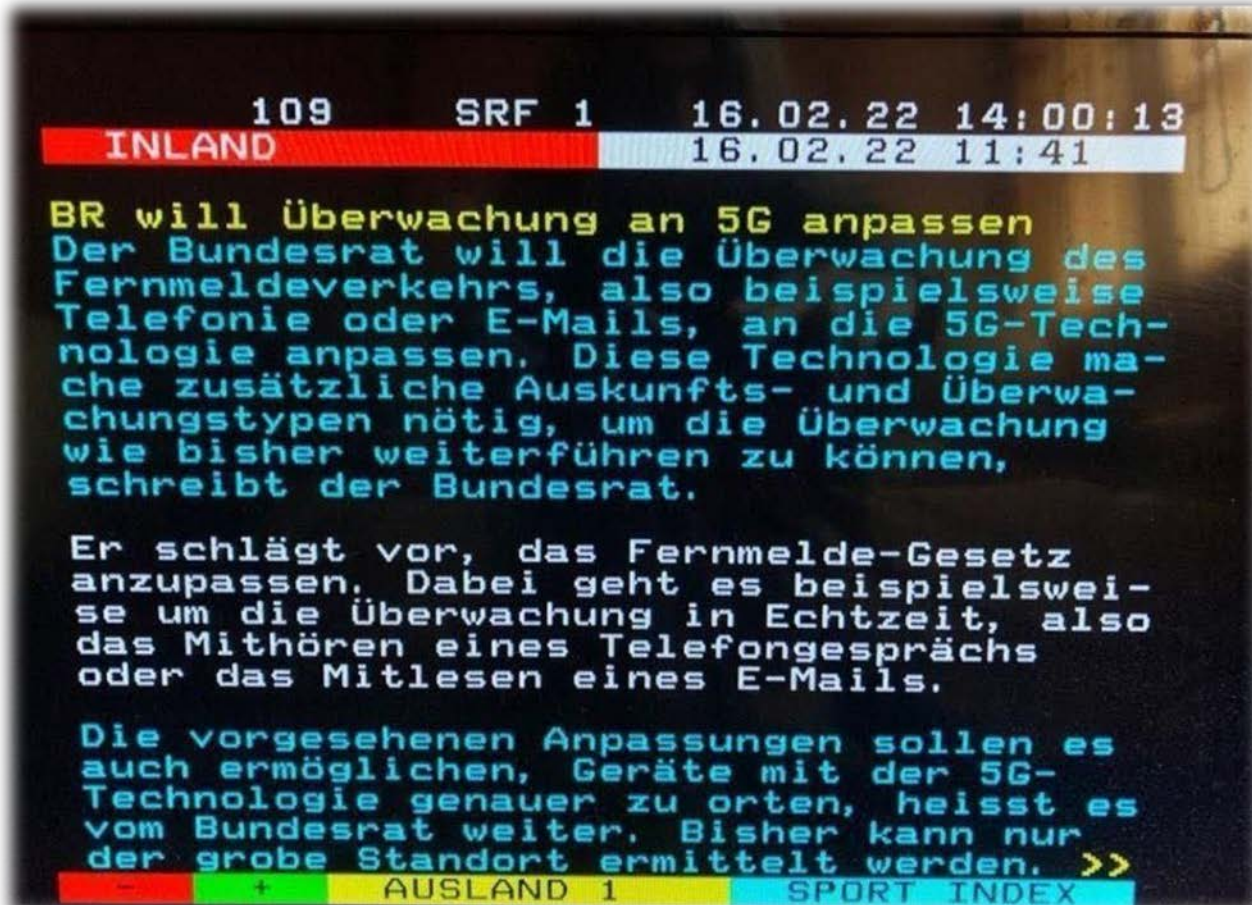 109 SRF 1 16.02.22 14:00:13
INLAND 16.02.22 11:41
BR will Überwachung an 5G anpassen
Der Bundesrat will die Überwachung des
Fernmeldeverkehrs, also beispielsweise
Telefonie oder E-Mails, an die 5G-Tech-
nologie anpassen. Diese Technologie ma-
che zusätzliche Auskunfts- und Überwa-
chungstypen nötig, um die Überwachung
wie bisher weiterführen zu können,
schreibt der Bundesrat.
Er schlägt vor, das Fernmelde-Gesetz
anzupassen. Dabei geht es beispielswei-
se um die Überwachung in Echtzeit, also
das Mithören eines Telefongesprächs
oder das Mitlesen eines E-Mails.
Die vorgesehenen Anpassungen sollen es
auch ermöglichen, Geräte mit der 5G-
Technologie genauer zu orten, heisst es
vom Bundesrat weiter. Bisher kann nur
der grobe Standort ermittelt werden. >>
- + AUSLAND 1 SPORT INDEX